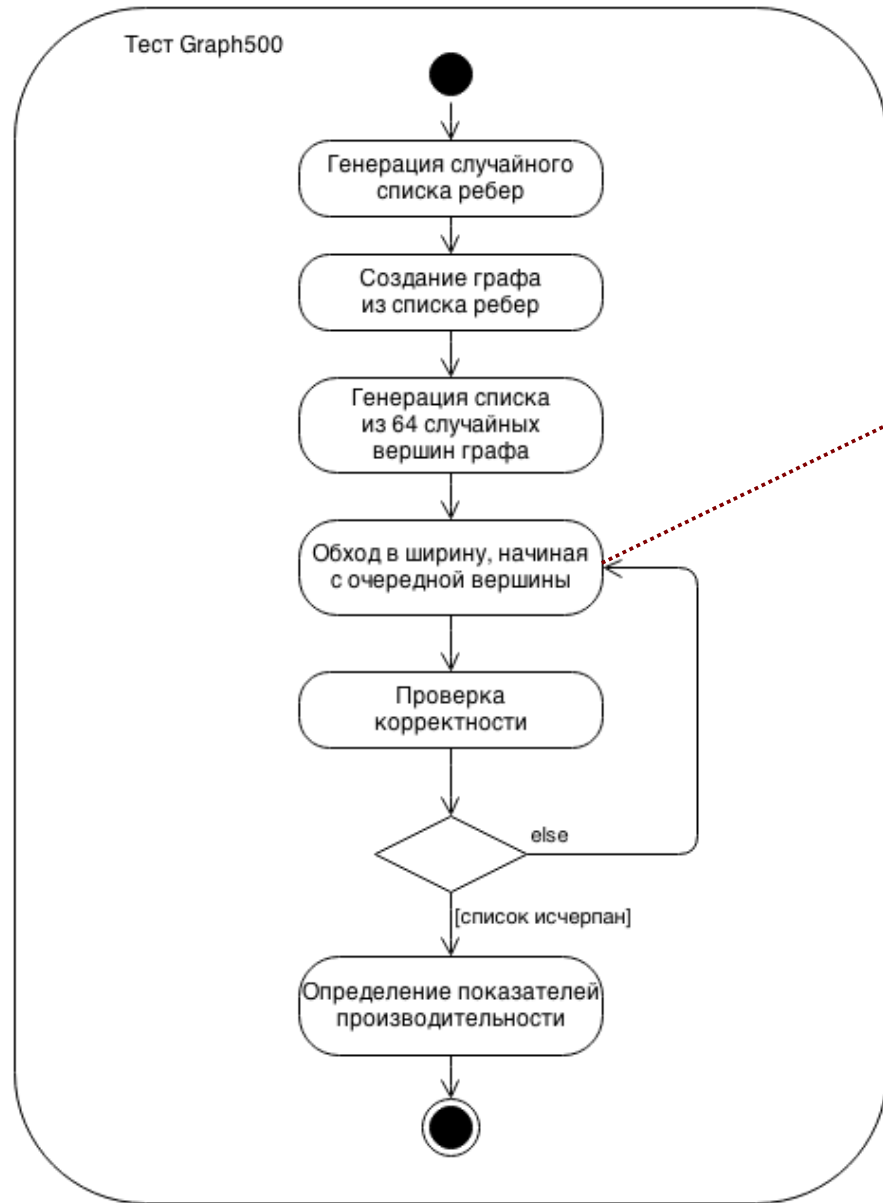 Тест Graph500
Генерация случайного
списка ребер
Создание графа
из списка ребер
Генерация списка
из 64 случайных
вершин графа
Обход в ширину, начиная
с очередной вершины
Проверка
корректности
else
[список исчерпан]
Определение показателей
производительности